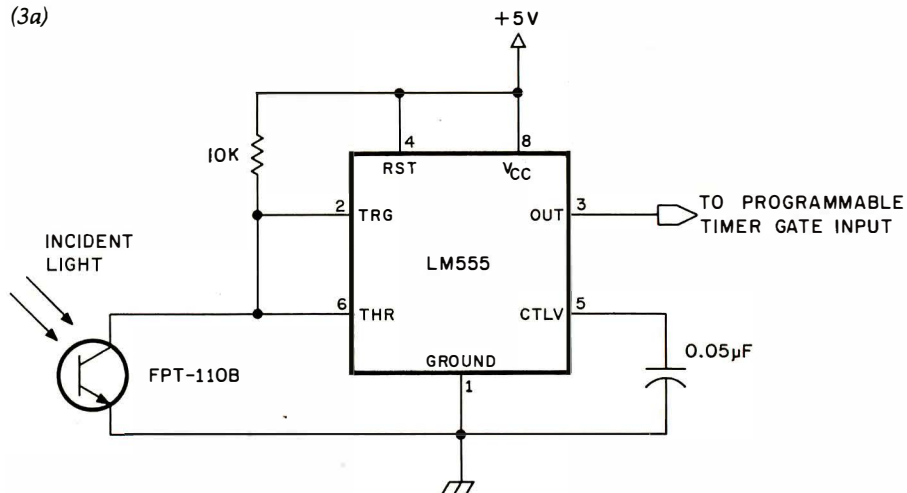 (3a)
+5V
10K
4
8
RST
VCC
2
TRG
OUT
3
TO PROGRAMMABLE
TIMER GATE INPUT
INCIDENT
LIGHT
LM555
6
THR
CTLV
5
0.05µF
FPT-110B
GROUND
1